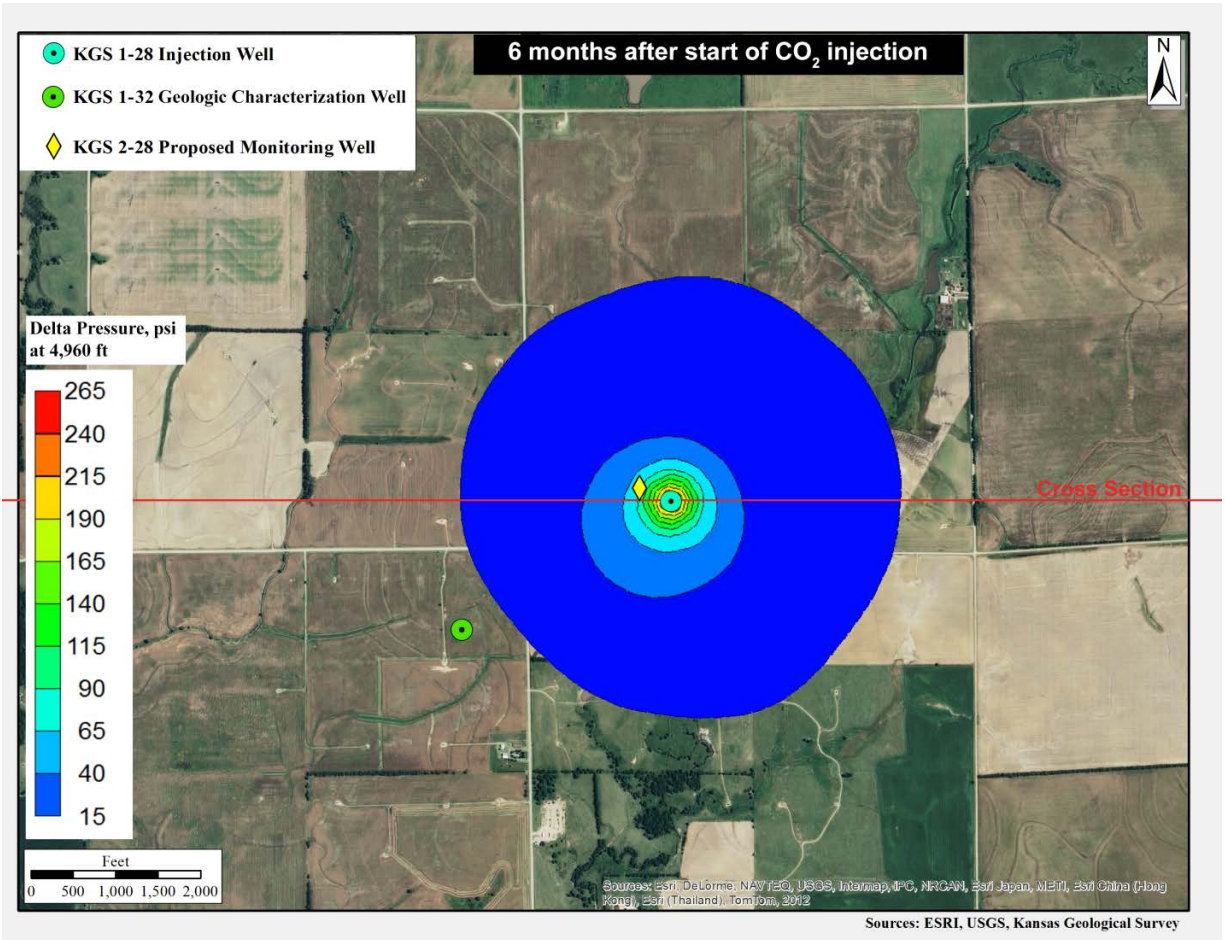 6 months after start of CO₂ injection
N
KGS 1-28 Injection Well
KGS 1-32 Geologic Characterization Well
KGS 2-28 Proposed Monitoring Well
Delta Pressure, psi
at 4,960 ft
265
240
215
190
165
140
115
90
65
40
15
Cross Section
Feet
0 500 1,000 1,500 2,000
Sources: Esri, DeLorme, NAVTEQ, USGS, Intermap, iPC, NRCAN, Esri Japan, METI, Esri China (Hong
Kong), Esri (Thailand), TomTom, 2012
Sources: ESRI, USGS, Kansas Geological Survey